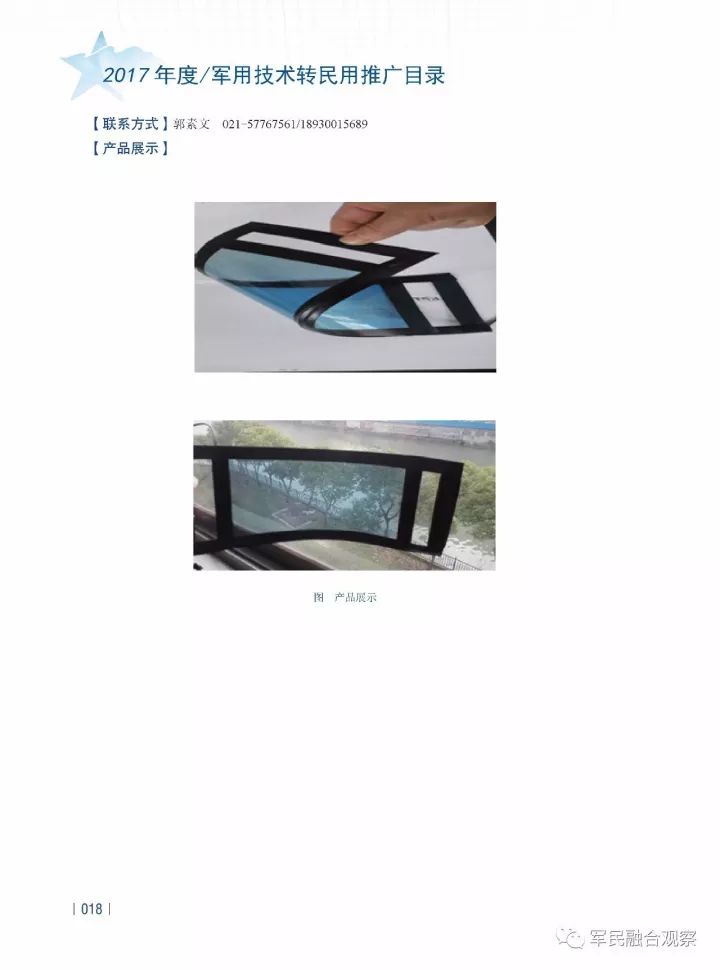 2017 年度/军用技术转民用推广目录
【联系方式】郭素文 021-57767561/18930015689
【产品展示】
图 产品展示
| 018 |
军民融合观察